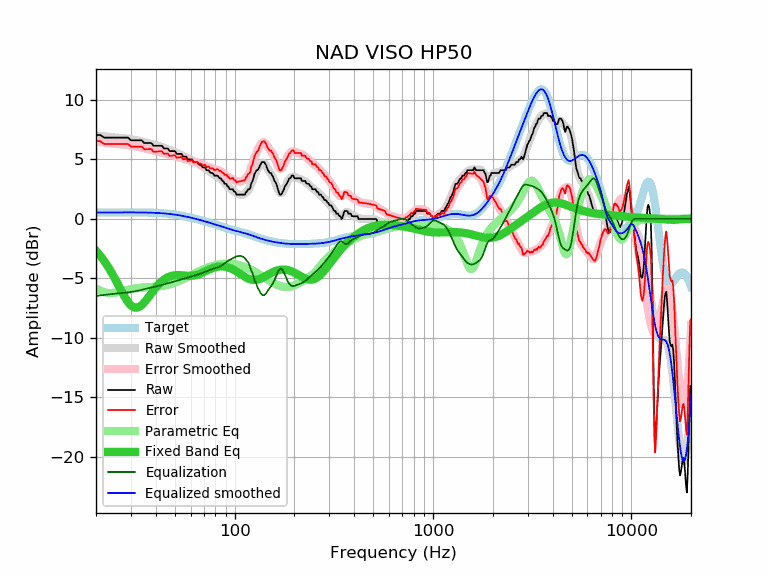 NAD VISO HP50
Amplitude (dBr)
10
5
0
−5
−10
−15
−20
Target
Raw Smoothed
Error Smoothed
Raw
Error
Parametric Eq
Fixed Band Eq
Equalization
Equalized smoothed
100
1000
10000
Frequency (Hz)